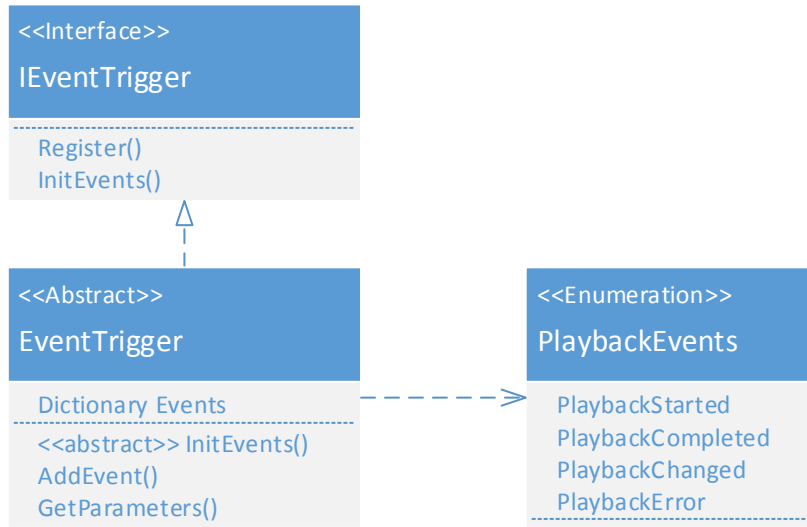 <<Interface>>
IEventTrigger
Register()
InitEvents()
<<Abstract>>
EventTrigger
Dictionary Events
<<abstract>> InitEvents()
AddEvent()
GetParameters()
<<Enumeration>>
PlaybackEvents
PlaybackStarted
PlaybackCompleted
PlaybackChanged
PlaybackError